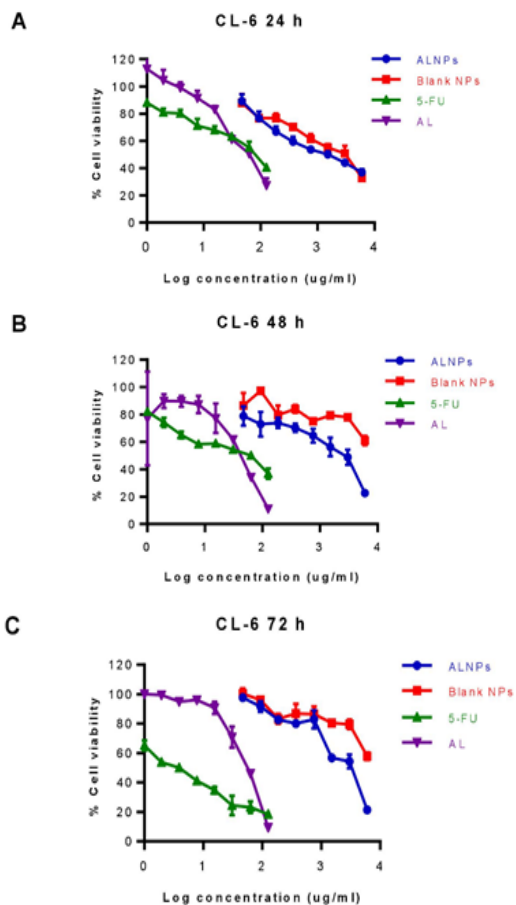 A
CL-6 24 h
120
100
80
60
40
20
0
% Cell viability
0 1 2 3 4
Log concentration (ug/ml)
ALNPs
Blank NPs
5-FU
AL
B
CL-6 48 h
120
100
80
60
40
20
0
% Cell viability
0 1 2 3 4
Log concentration (ug/ml)
ALNPs
Blank NPs
5-FU
AL
C
CL-6 72 h
120
100
80
60
40
20
0
% Cell viability
0 1 2 3 4
Log concentration (ug/ml)
ALNPs
Blank NPs
5-FU
AL